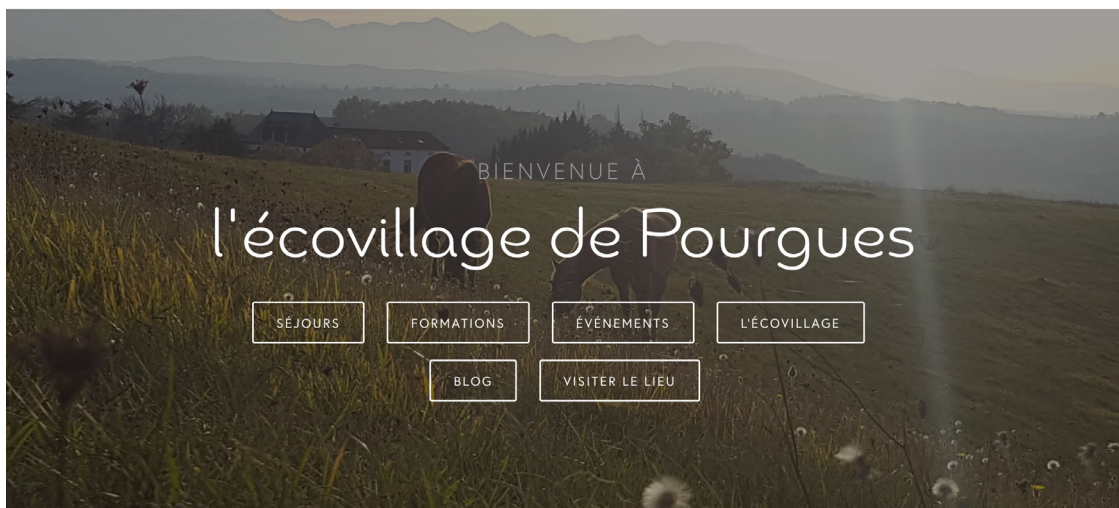 BIENVENUE À
l'écovillage de Pourgues
SÉJOURS FORMATIONS ÉVÉNEMENTS L'ÉCOVILLAGE
BLOG VISITER LE LIEU